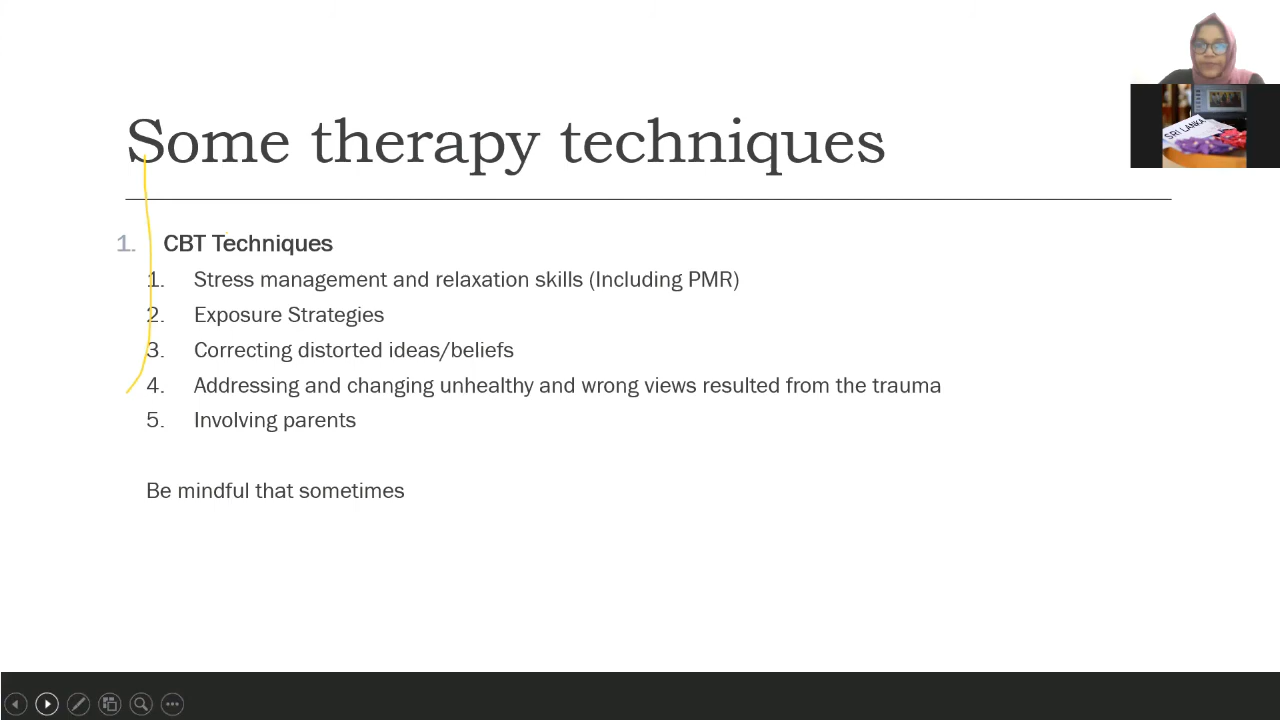 Some therapy techniques
SRI LANKA
1. CBT Techniques
1. Stress management and relaxation skills (Including PMR)
2. Exposure Strategies
3. Correcting distorted ideas/beliefs
4. Addressing and changing unhealthy and wrong views resulted from the trauma
5. Involving parents
Be mindful that sometimes